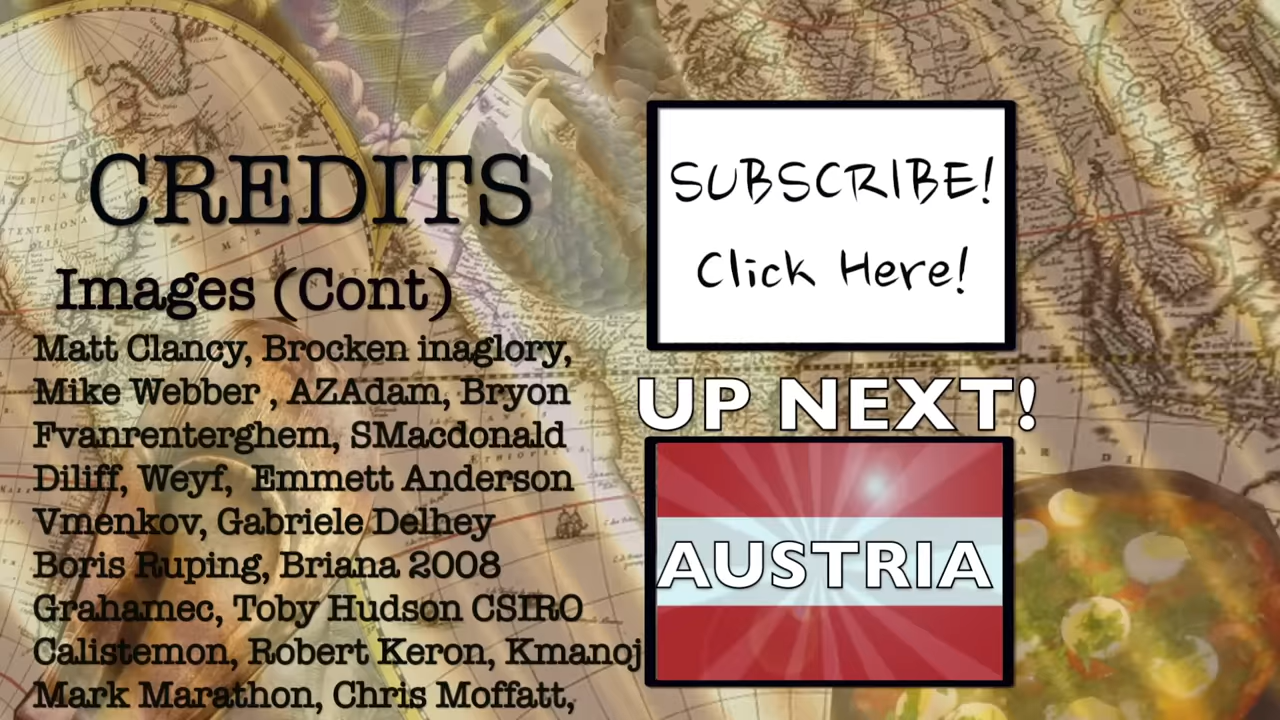 CREDITS
Images (Cont)
Matt Clancy, Brocken inaglory,
Mike Webber , AZAdam, Bryon
Fvanrenterghem, SMacdonald
Diliff, Weyf, Emmett Anderson
Vmenkov, Gabriele Delhey
Boris Ruping, Briana 2008
Grahamec, Toby Hudson CSIRO
Calistemon, Robert Keron, Kmanoj
Mark Marathon, Chris Moffatt,
SUBSCRIBE!
Click Here!
UP NEXT!
AUSTRIA